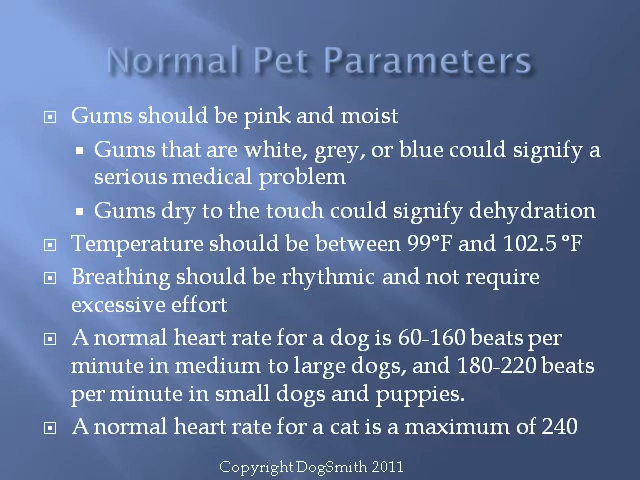 Normal Pet Parameters
Gums should be pink and moist
Gums that are white, grey, or blue could signify a
serious medical problem
Gums dry to the touch could signify dehydration
Temperature should be between 99°F and 102.5 °F
Breathing should be rhythmic and not require
excessive effort
A normal heart rate for a dog is 60-160 beats per
minute in medium to large dogs, and 180-220 beats
per minute in small dogs and puppies.
A normal heart rate for a cat is a maximum of 240
Copyright DogSmith 2011